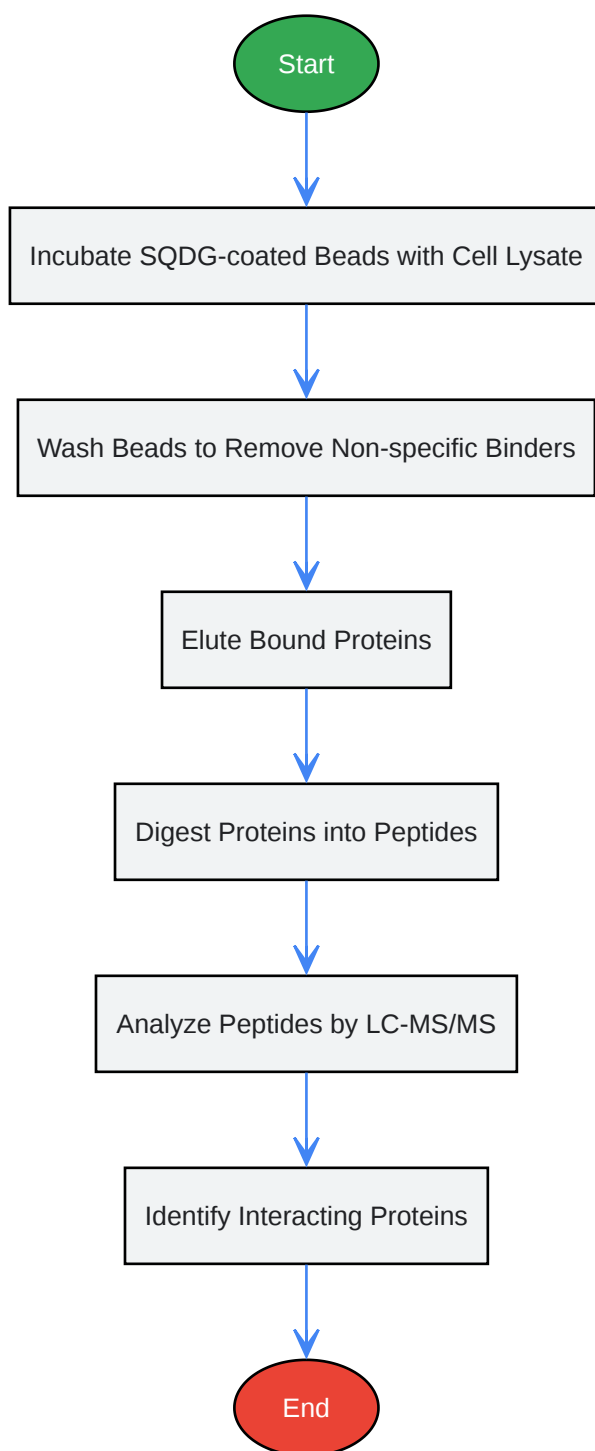 Start
Incubate SQDG-coated Beads with Cell Lysate
Wash Beads to Remove Non-specific Binders
Elute Bound Proteins
Digest Proteins into Peptides
Analyze Peptides by LC-MS/MS
Identify Interacting Proteins
End